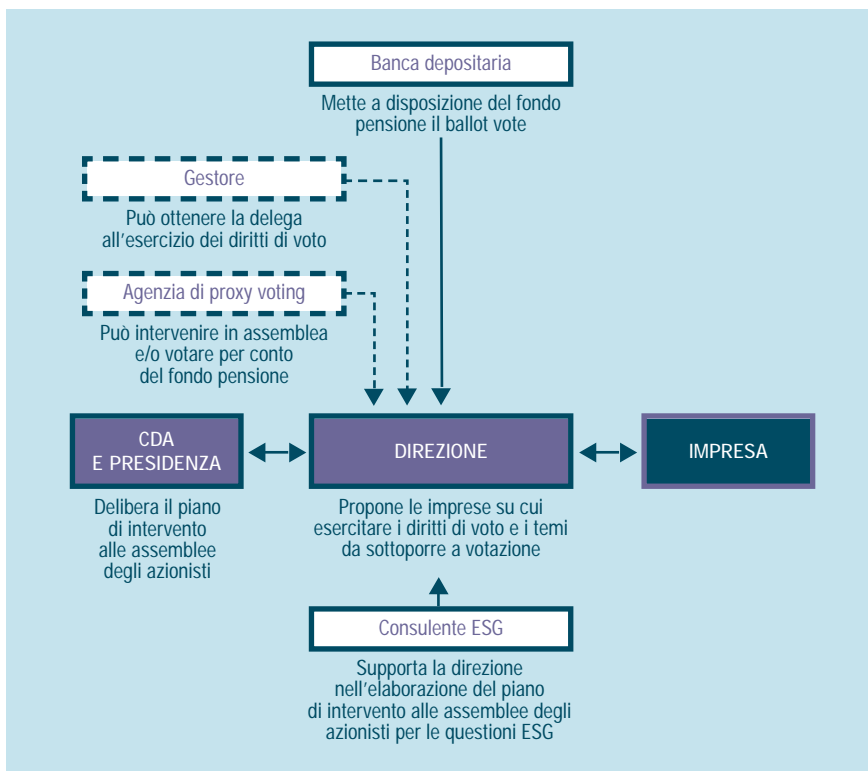 Banca depositaria
Mette a disposizione del fondo
pensione il ballot vote
Gestore
Può ottenere la delega
all'esercizio dei diritti di voto
Agenzia di proxy voting
Può intervenire in assemblea
e/o votare per conto
del fondo pensione
CDA
E PRESIDENZA
Delibera il piano
di intervento
alle assemblee
degli azionisti
DIREZIONE
Propone le imprese su cui
esercitare i diritti di voto e i temi
da sottoporre a votazione
IMPRESA
Consulente ESG
Supporta la direzione
nell'elaborazione del piano
di intervento alle assemblee degli
azionisti per le questioni ESG